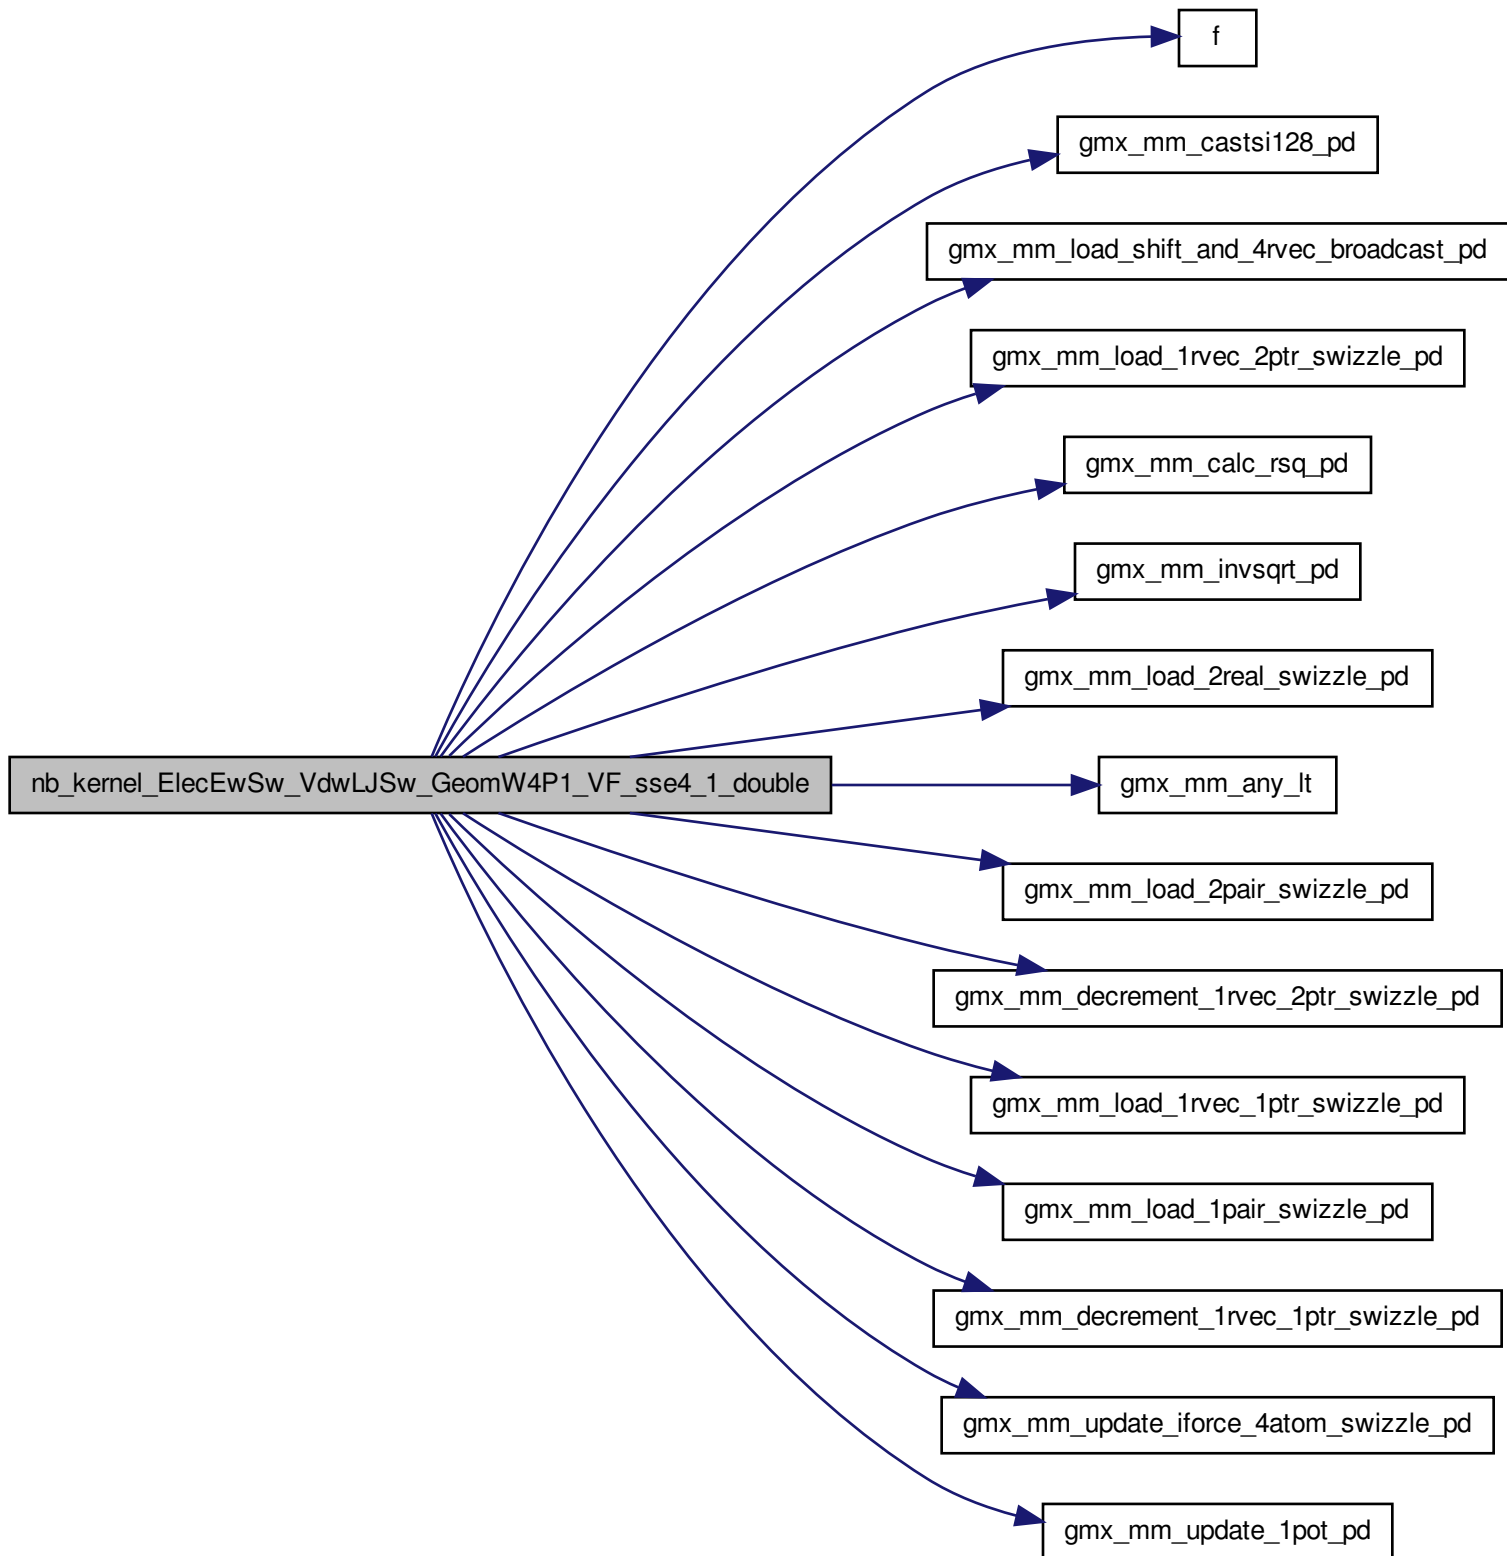 f
gmx_mm_castsi128_pd
gmx_mm_load_shift_and_4rvec_broadcast_pd
gmx_mm_load_1rvec_2ptr_swizzle_pd
gmx_mm_calc_rsq_pd
gmx_mm_invsqrt_pd
gmx_mm_load_2real_swizzle_pd
nb_kernel_ElecEwSw_VdwLJSw_GeomW4P1_VF_sse4_1_double
gmx_mm_any_lt
gmx_mm_load_2pair_swizzle_pd
gmx_mm_decrement_1rvec_2ptr_swizzle_pd
gmx_mm_load_1rvec_1ptr_swizzle_pd
gmx_mm_load_1pair_swizzle_pd
gmx_mm_decrement_1rvec_1ptr_swizzle_pd
gmx_mm_update_iforce_4atom_swizzle_pd
gmx_mm_update_1pot_pd